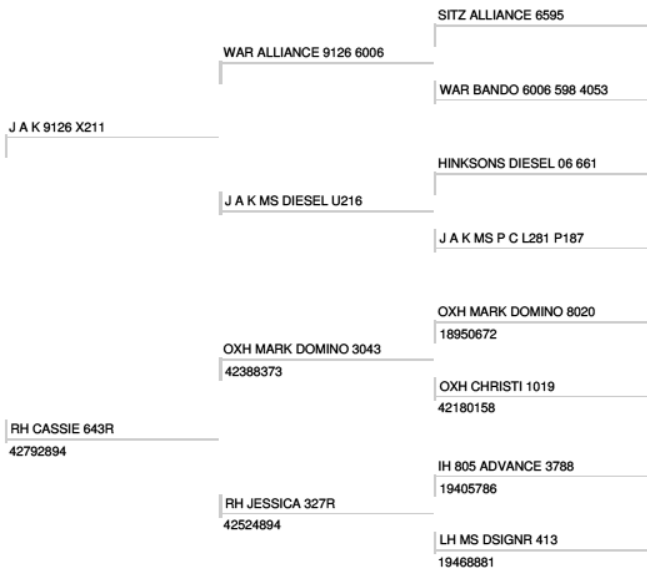 SITZ ALLIANCE 6595
WAR ALLIANCE 9126 6006
WAR BANDO 6006 598 4053
J A K 9126 X211
HINKSONS DIESEL 06 661
J A K MS DIESEL U216
J A K MS P C L281 P187
OXH MARK DOMINO 8020
18950672
OXH MARK DOMINO 3043
42388373
OXH CHRISTI 1019
42180158
RH CASSIE 643R
42792894
IH 805 ADVANCE 3788
19405786
RH JESSICA 327R
42524894
LH MS DSIGNR 413
19468881